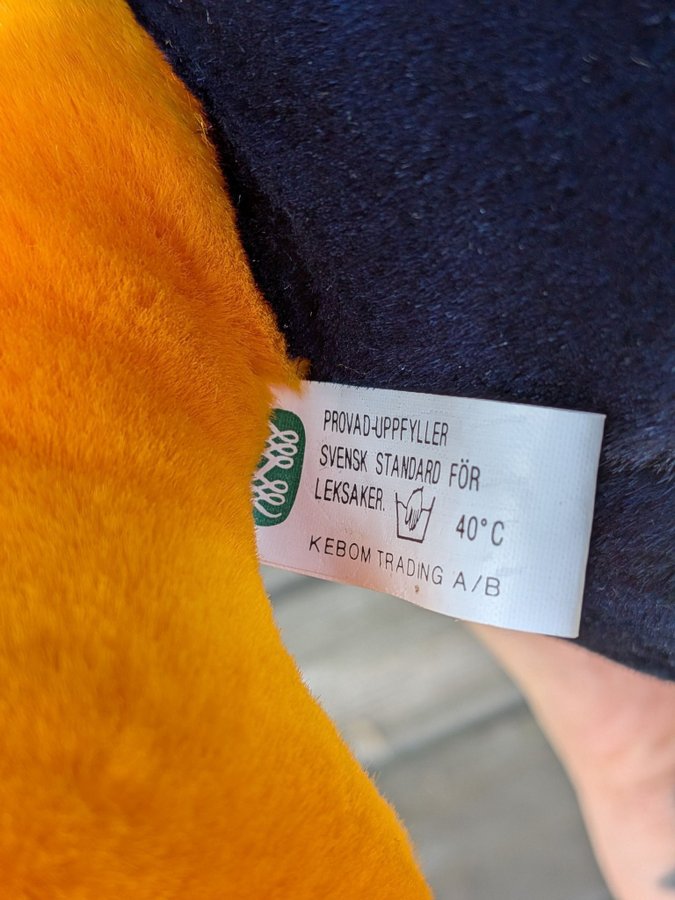 PROVAD-UPPFYLLER
SVENSK STANDARD FÖR
LEKSAKER. 40°C
KEBOM TRADING A/B